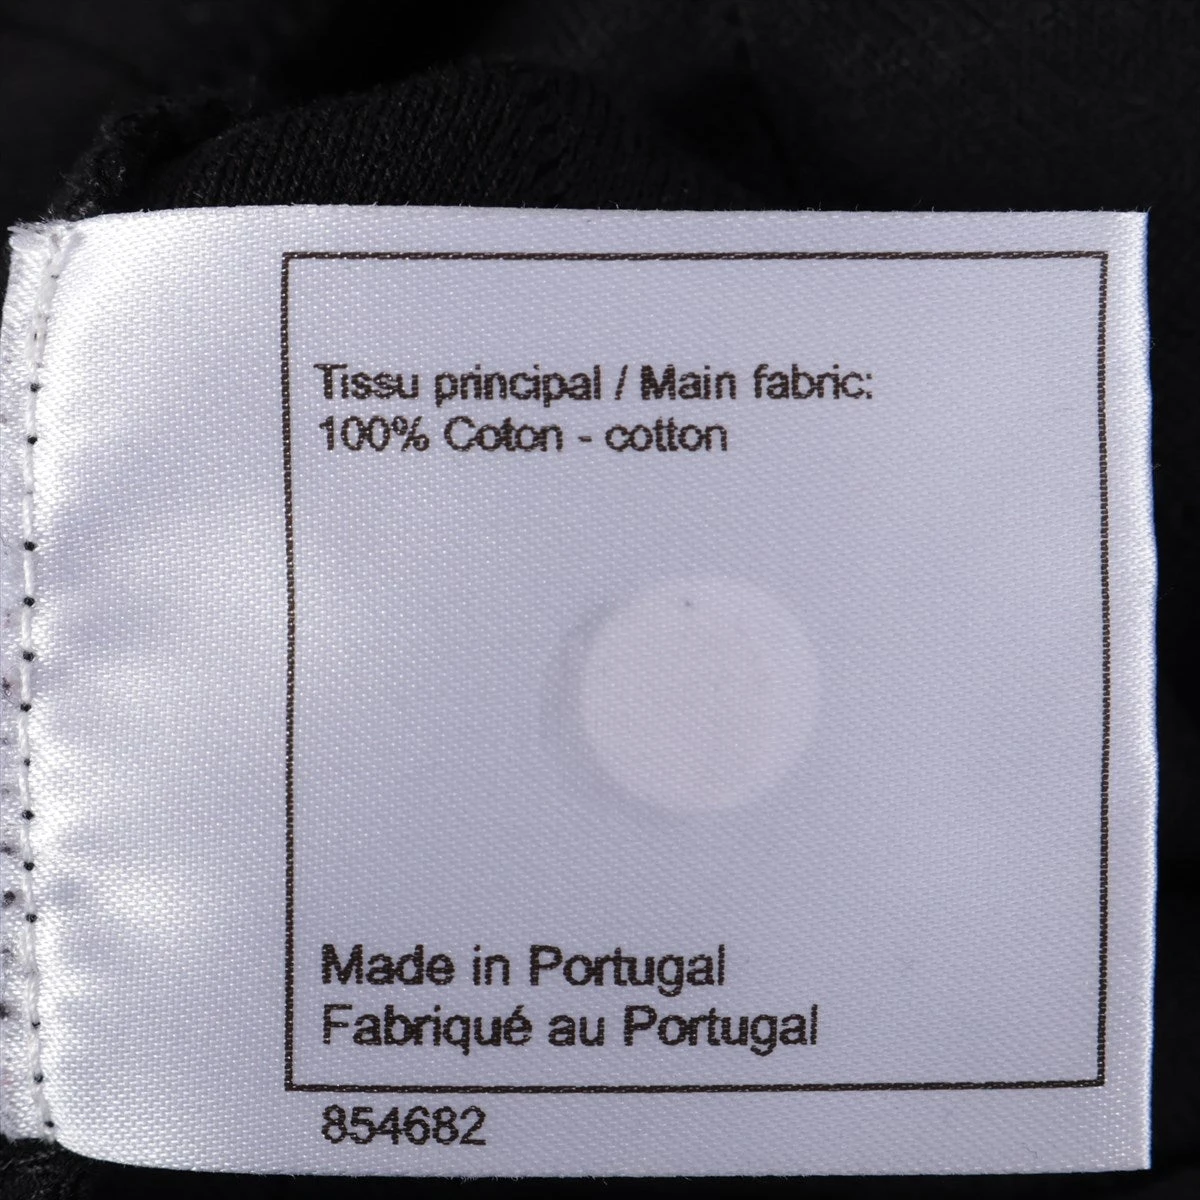 Tissu principal / Main fabric:
100% Coton - cotton
Made in Portugal
Fabriqué au Portugal
854682